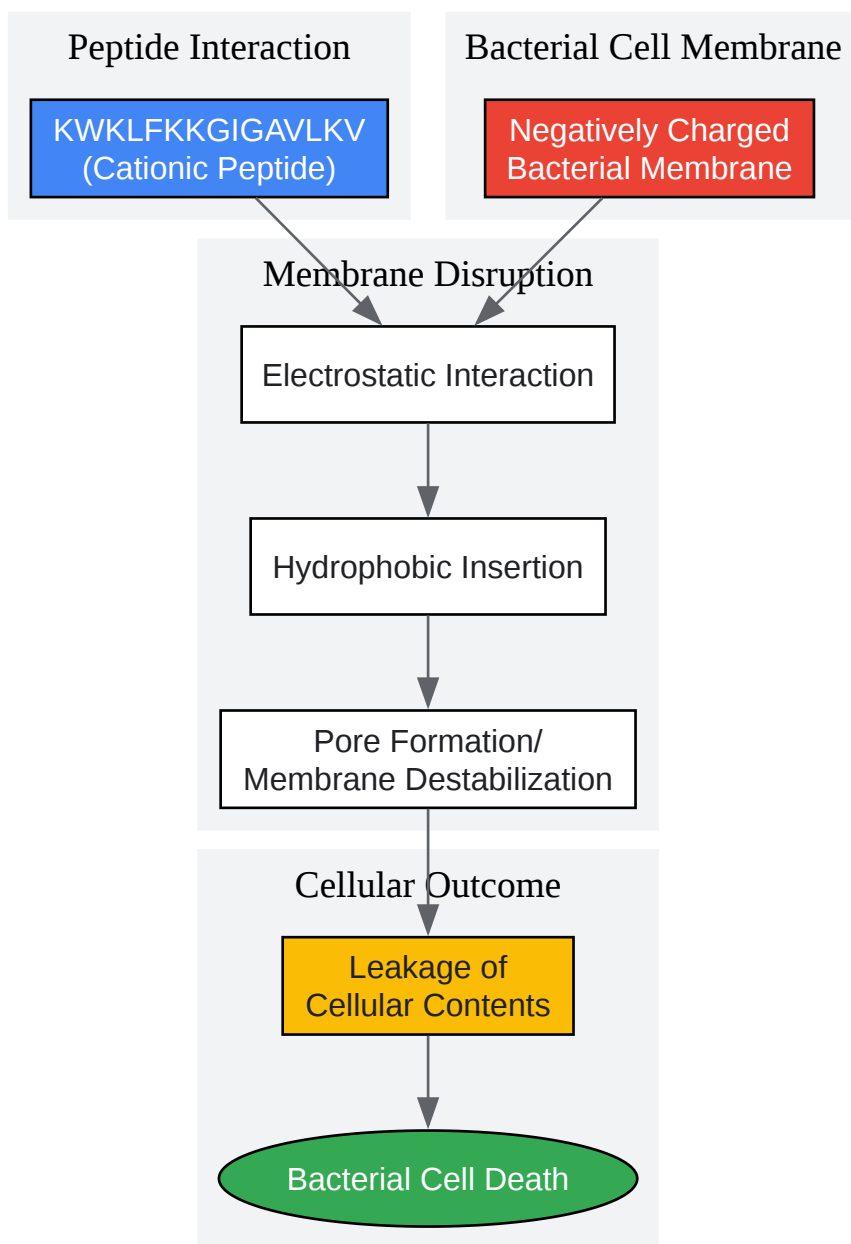 Peptide Interaction
Bacterial Cell Membrane
KWKLFKKGIGAVLKV
(Cationic Peptide)
Negatively Charged
Bacterial Membrane
Membrane Disruption
Electrostatic Interaction
Hydrophobic Insertion
Pore Formation/
Membrane Destabilization
Cellular Outcome
Leakage of
Cellular Contents
Bacterial Cell Death